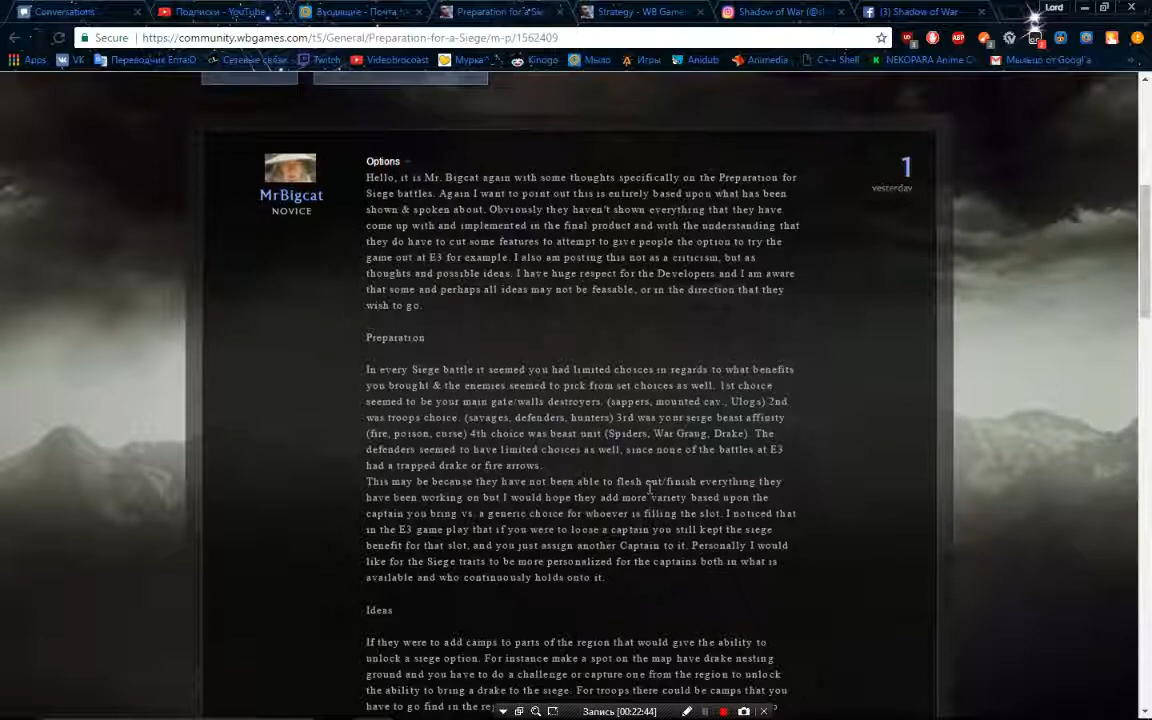 Conversations
Подписки - YouTube
Входящие - Почта
Preparation for a Sie
Strategy - WB Game
Shadow of War (@s
(3) Shadow of War
Lord
Secure
https://community.wbgames.com/t5/General/Preparation-for-a-Siege/m-p/1562409
Apps
VK
Переводчик ЕплаD
Сетевые связи
Twitch
Videobrocast
Мурка^
Kinogo
Мыло
Игры
Anidub
Animedia
C++ Shell
NEKOPARA Anime C
Мыльцо от Googl'a
MrBigcat
NOVICE
Options
1
yesterday
Hello, it is Mr. Bigcat again with some thoughts specifically on the Preparation for
Siege battles. Again I want to point out this is entirely based upon what has been
shown & spoken about. Obviously they haven't shown everything that they have
come up with and implemented in the final product and with the understanding that
they do have to cut some features to attempt to give people the option to try the
game out at E3 for example. I also am posting this not as a criticism, but as
thoughts and possible ideas. I have huge respect for the Developers and I am aware
that some and perhaps all ideas may not be feasable, or in the direction that they
wish to go.
Preparation
In every Siege battle it seemed you had limited choices in regards to what benefits
you brought & the enemies seemed to pick from set choices as well. 1st choice
seemed to be your main gate/walls destroyers. (sappers, mounted cav., Ulogs) 2nd
was troops choice. (savages, defenders, hunters) 3rd was your seige beast affinity
(fire, poison, curse) 4th choice was beast unit (Spiders, War Graug, Drake). The
defenders seemed to have limited choices as well, since none of the battles at E3
had a trapped drake or fire arrows.
This may be because they have not been able to flesh out/finish everything they
have been working on but I would hope they add more variety based upon the
captain you bring vs. a generic choice for whoever is filling the slot. I noticed that
in the E3 game play that if you were to loose a captain you still kept the siege
benefit for that slot, and you just assign another Captain to it. Personally I would
like for the Siege traits to be more personalized for the captains both in what is
available and who continuously holds onto it.
Ideas
If they were to add camps to parts of the region that would give the ability to
unlock a siege option. For instance make a spot on the map have drake nesting
ground and you have to do a challenge or capture one from the region to unlock
the ability to bring a drake to the siege. For troops there could be camps that you
have to go find in the re
Запись [00:22:44]